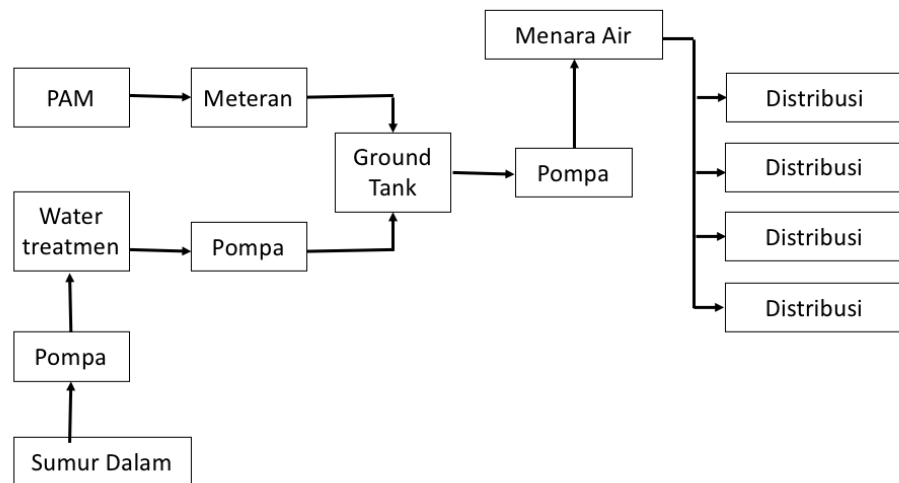 Menara Air
PAM
Meteran
Distribusi
Ground
Tank
Pompa
Distribusi
Water
treatmen
Pompa
Distribusi
Distribusi
Pompa
Sumur Dalam